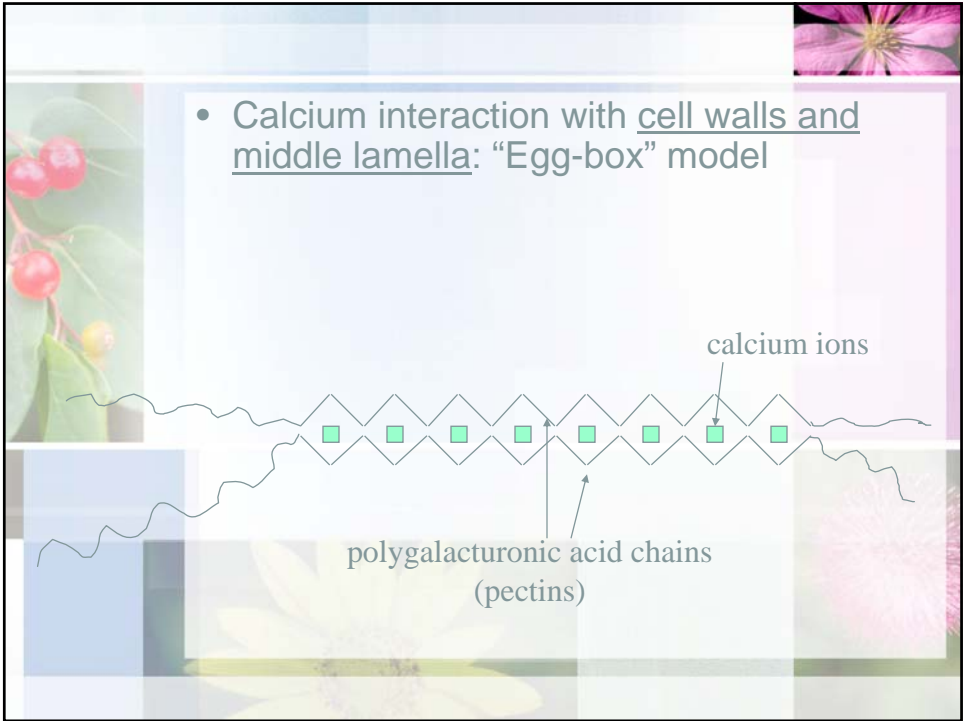 • Calcium interaction with cell walls and
middle lamella: “Egg-box” model
calcium ions
polygalacturonic acid chains
(pectins)